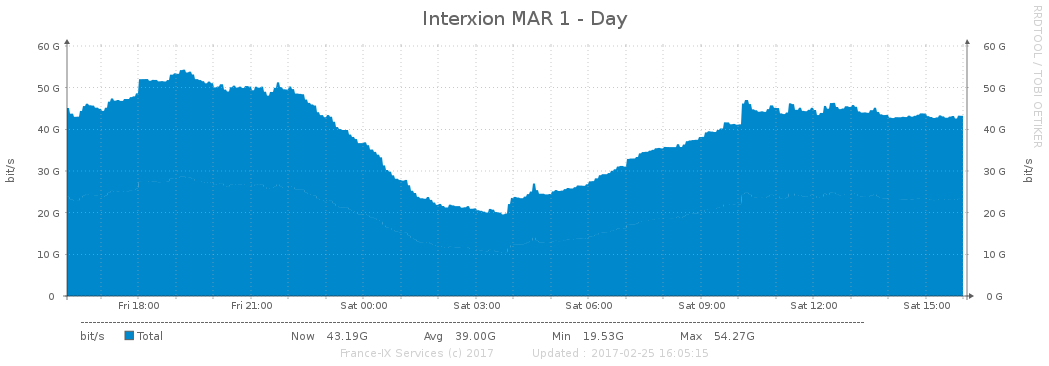 Interxion MAR 1 - Day
RRDTOOL / TOBI OETIKER
60 G 60 G
50 G 50 G
40 G 40 G
30 G 30 G
20 G 20 G
10 G 10 G
0 0 G
bit/s bit/s
Fri 18:00 Fri 21:00 Sat 00:00 Sat 03:00 Sat 06:00 Sat 09:00 Sat 12:00 Sat 15:00
bit/s Total Now 43.19G Avg 39.00G Min 19.53G Max 54.27G
France-IX Services (c) 2017 Updated : 2017-02-25 16:05:15